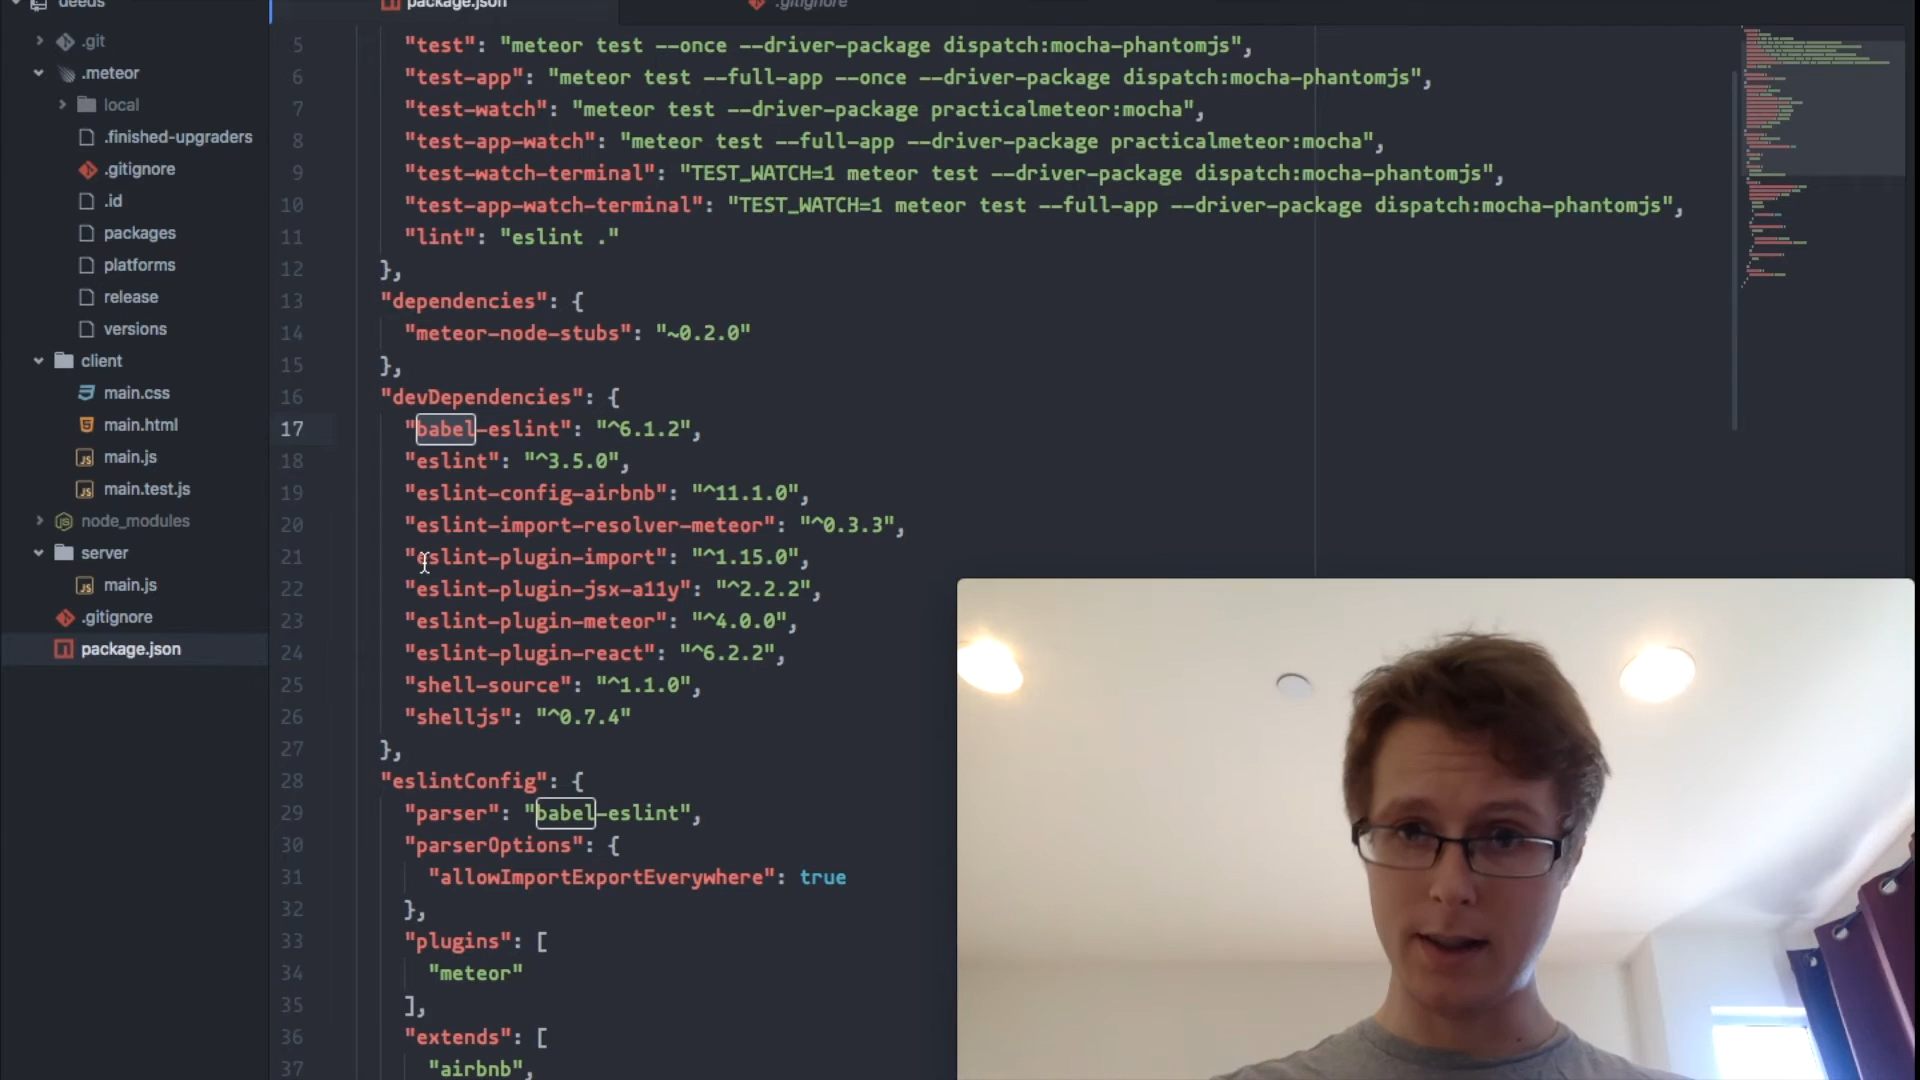 deeds
.git
.meteor
local
.finished-upgraders
.gitignore
.id
packages
platforms
release
versions
client
main.css
main.html
main.js
main.test.js
node_modules
server
main.js
.gitignore
package.json
package.json
.gitignore
5 "test": "meteor test --once --driver-package dispatch:mocha-phantomjs",
6 "test-app": "meteor test --full-app --once --driver-package dispatch:mocha-phantomjs",
7 "test-watch": "meteor test --driver-package practicalmeteor:mocha",
8 "test-app-watch": "meteor test --full-app --driver-package practicalmeteor:mocha",
9 "test-watch-terminal": "TEST_WATCH=1 meteor test --driver-package dispatch:mocha-phantomjs",
10 "test-app-watch-terminal": "TEST_WATCH=1 meteor test --full-app --driver-package dispatch:mocha-phantomjs",
11 "lint": "eslint ."
12 },
13 "dependencies": {
14 "meteor-node-stubs": "~0.2.0"
15 },
16 "devDependencies": {
17 "babel-eslint": "^6.1.2",
18 "eslint": "^3.5.0",
19 "eslint-config-airbnb": "^11.1.0",
20 "eslint-import-resolver-meteor": "^0.3.3",
21 "eslint-plugin-import": "^1.15.0",
22 "eslint-plugin-jsx-a11y": "^2.2.2",
23 "eslint-plugin-meteor": "^4.0.0",
24 "eslint-plugin-react": "^6.2.2",
25 "shell-source": "^1.1.0",
26 "shelljs": "^0.7.4"
27 },
28 "eslintConfig": {
29 "parser": "babel-eslint",
30 "parserOptions": {
31 "allowImportExportEverywhere": true
32 },
33 "plugins": [
34 "meteor"
35 ],
36 "extends": [
37 "airbnb",